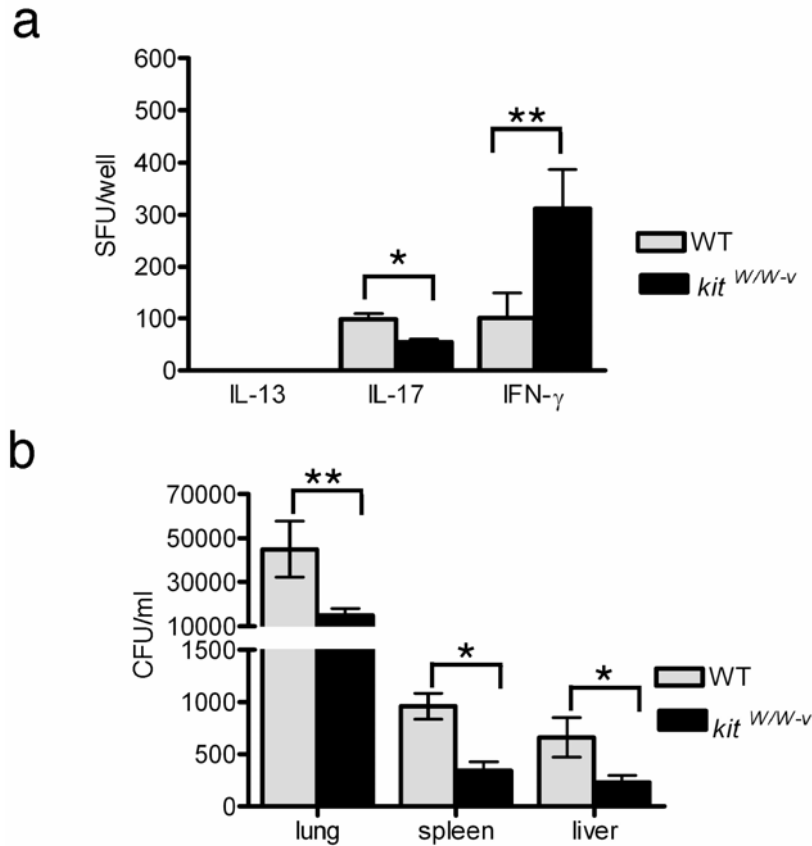 a
600
500
400
300
200
100
0
SFU/well
**
*
IL-13 IL-17 IFN-γ
WT
kit W/W-v
b
70000
50000
30000
10000
1500
1000
500
0
CFU/ml
**
*
*
lung spleen liver
WT
kit W/W-v